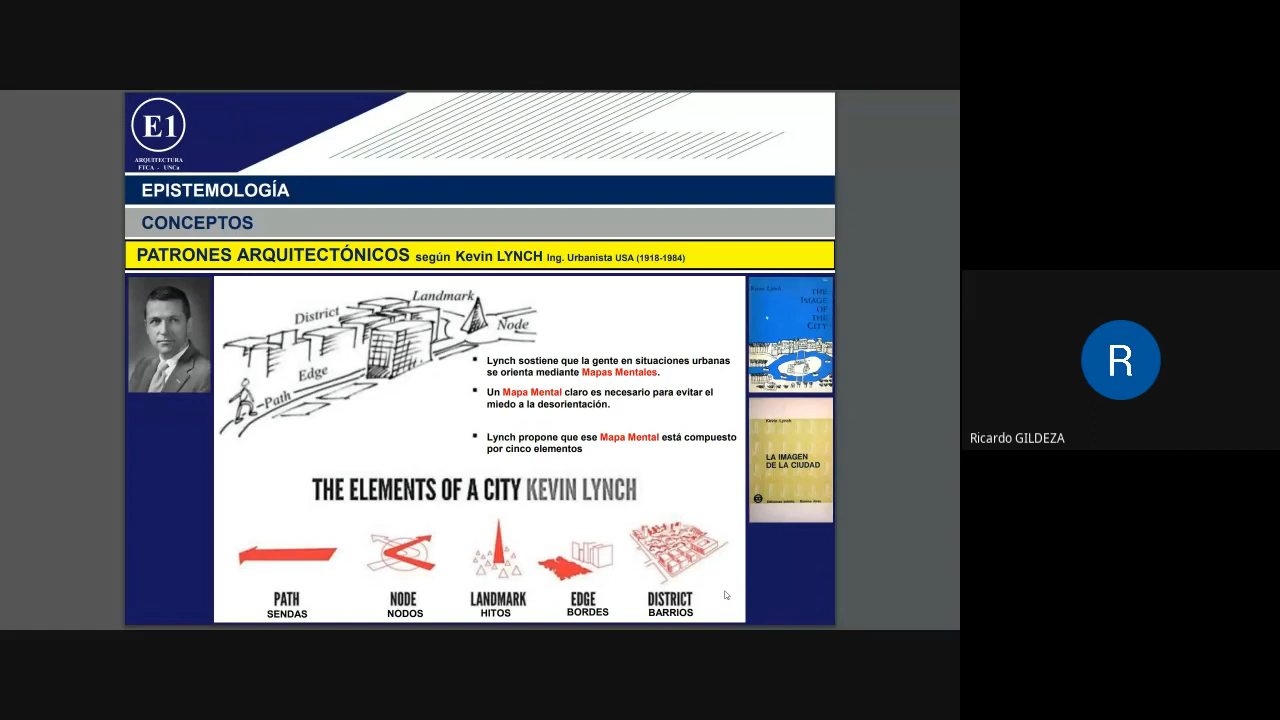 E1
ARQUITECTURA
FTCA - UNCa
EPISTEMOLOGÍA
CONCEPTOS
PATRONES ARQUITECTÓNICOS según Kevin LYNCH Ing. Urbanista USA (1918-1984)
Landmark
District
Node
Edge
Path
Lynch sostiene que la gente en situaciones urbanas
se orienta mediante Mapas Mentales.
Un Mapa Mental claro es necesario para evitar el
miedo a la desorientación.
Lynch propone que ese Mapa Mental está compuesto
por cinco elementos
Kevin Lynch
THE
IMAGE
OF
THE
CITY
Kevin Lynch
LA IMAGEN
DE LA CIUDAD
THE ELEMENTS OF A CITY KEVIN LYNCH
PATH
SENDAS
NODE
NODOS
LANDMARK
HITOS
EDGE
BORDES
DISTRICT
BARRIOS
R
Ricardo GILDEZA